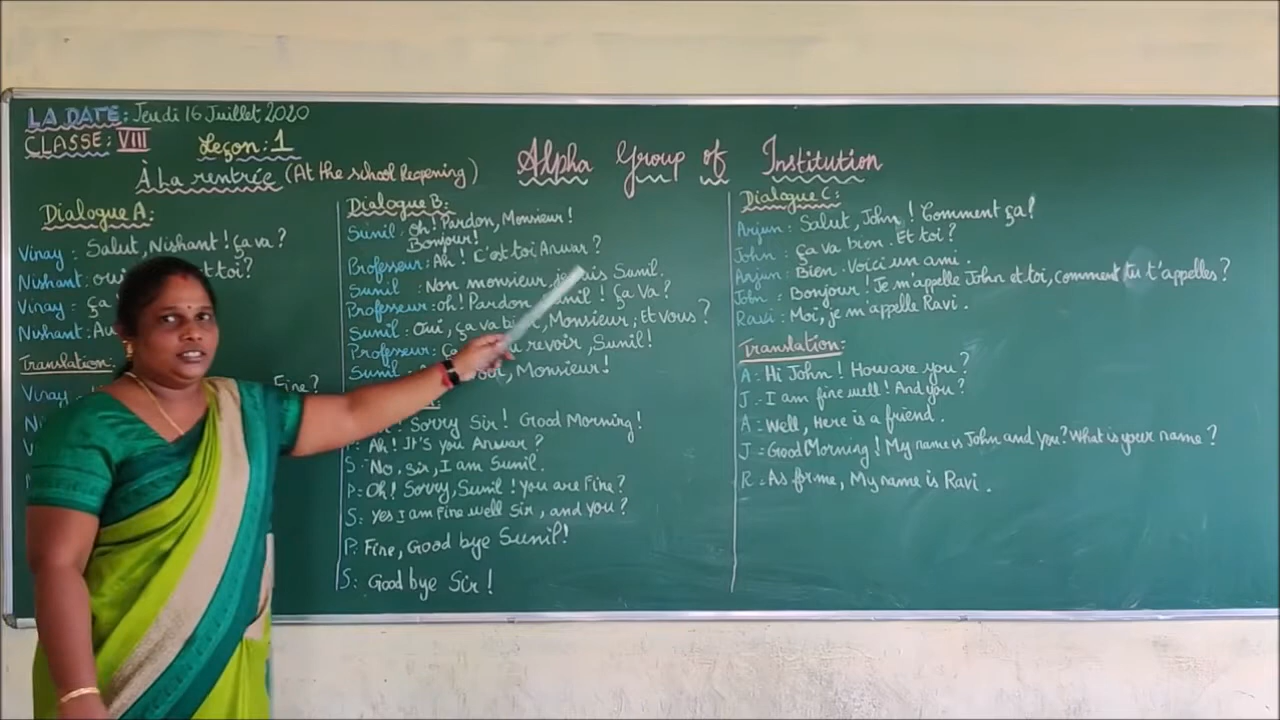 LA DATE: Jeudi 16 Juillet 2020
CLASSE: VIII Leçon: 1
À La rentrée (At the school Reopening)
Alpha Group of Institution
Dialogue A:
Vinay: Salut, Nishant! ça va?
Nishant: oui toi?
Vinay: ça
Nishant: Au
Translation:
Vinay Fine?
Dialogue B:
Sunil: oh! Pardon, Monsieur!
Bonjour!
Professeur: Ah! C'est toi Anwar?
Sunil: Non monsieur, je suis Sunil.
Professeur: oh! Pardon Sunil! ça Va?
Sunil: Oui, ça va bien, Monsieur, Et vous?
Professeur: revoir, Sunil!
Sunil: Monsieur!
Sorry Sir! Good Morning!
P: Ah! It's you Anwar?
S: No, Sir, I am Sunil.
P: Oh! Sorry, Sunil! you are Fine?
S: yes I am Fine well Sir, and you?
P: Fine, Good bye Sunil!
S: Good bye Sir!
Dialogue C:
Arjun: Salut, John! Comment ça?
John: ça va bien. Et toi?
Arjun: Bien. Voici un ami.
John: Bonjour! Je m'appelle John et toi, comment tu t'appelles?
Ravi: Moi, je m'appelle Ravi.
Translation:
A: Hi John! How are you?
J: I am fine well! And you?
A: Well, Here is a friend.
J: Good Morning! My name is John and you? What is your name?
R: As for me, My name is Ravi.